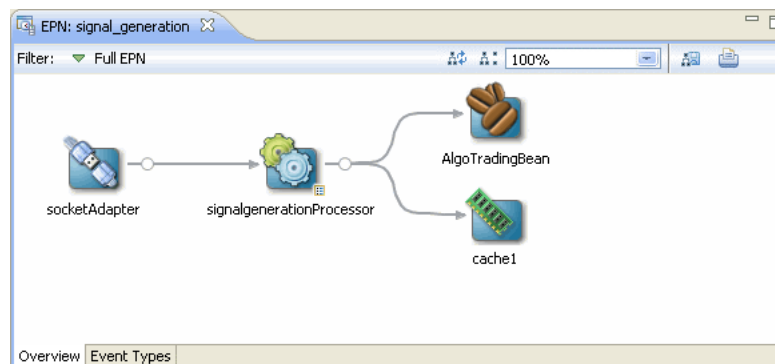 EPN: signal_generation
Filter: Full EPN 100%
AlgoTradingBean
socketAdapter signalgenerationProcessor
cache1
Overview Event Types